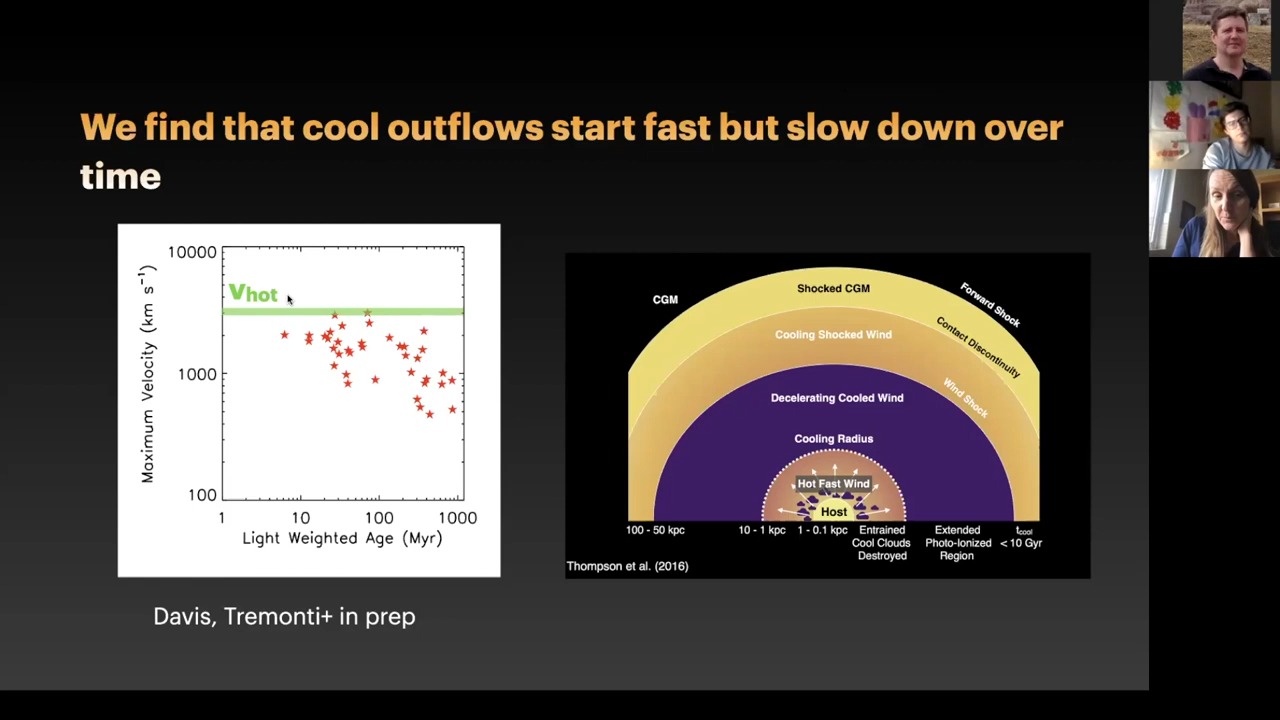 We find that cool outflows start fast but slow down over
time
10000
1000
100
Maximum Velocity (km s⁻¹)
Vhot
1 10 100 1000
Light Weighted Age (Myr)
Davis, Tremonti+ in prep
CGM
Shocked CGM
Forward Shock
Contact Discontinuity
Cooling Shocked Wind
Wind Shock
Decelerating Cooled Wind
Cooling Radius
Hot Fast Wind
Host
100 - 50 kpc
10 - 1 kpc
1 - 0.1 kpc
Entrained
Cool Clouds
Destroyed
Extended
Photo-Ionized
Region
tcool
< 10 Gyr
Thompson et al. (2016)